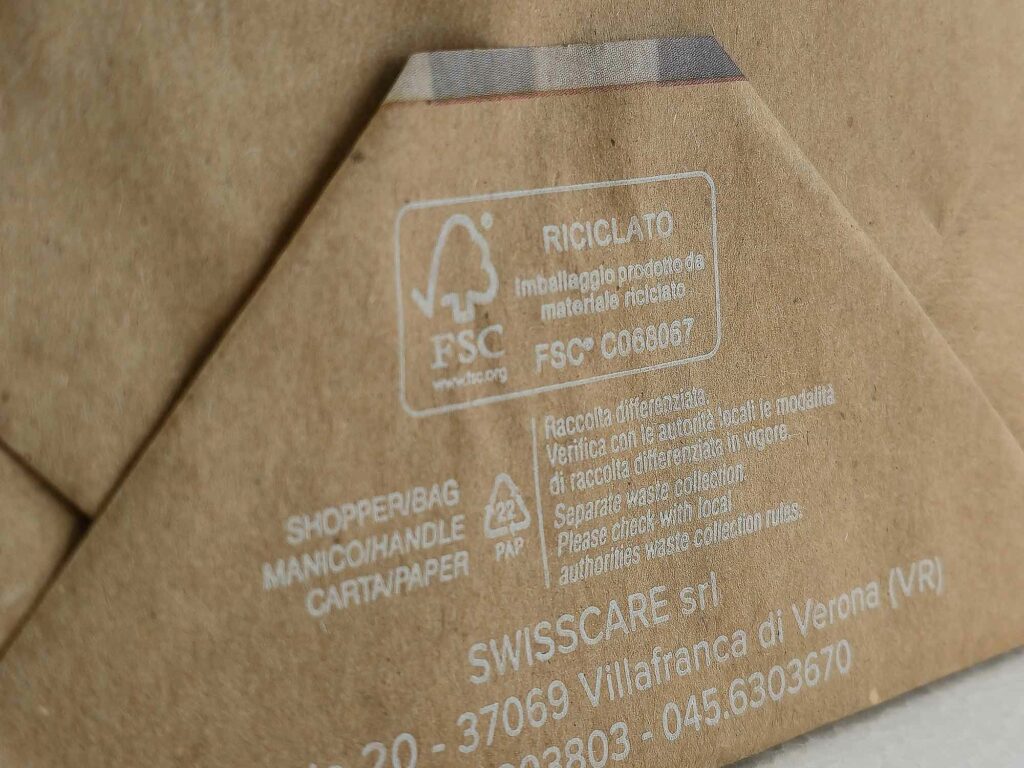 RICICLATO
Imballaggio prodotto da
materiale riciclato
FSC® C068067
FSC
www.fsc.org
Raccolta differenziata.
Verifica con le autorità locali le modalità
di raccolta differenziata in vigore.
Separate waste collection.
Please check with local
authorities waste collection rules.
SHOPPER/BAG
MANICO/HANDLE
CARTA/PAPER
22
PAP
SWISSCARE srl
20 - 37069 Villafranca di Verona (VR)
03803 - 045.6303670